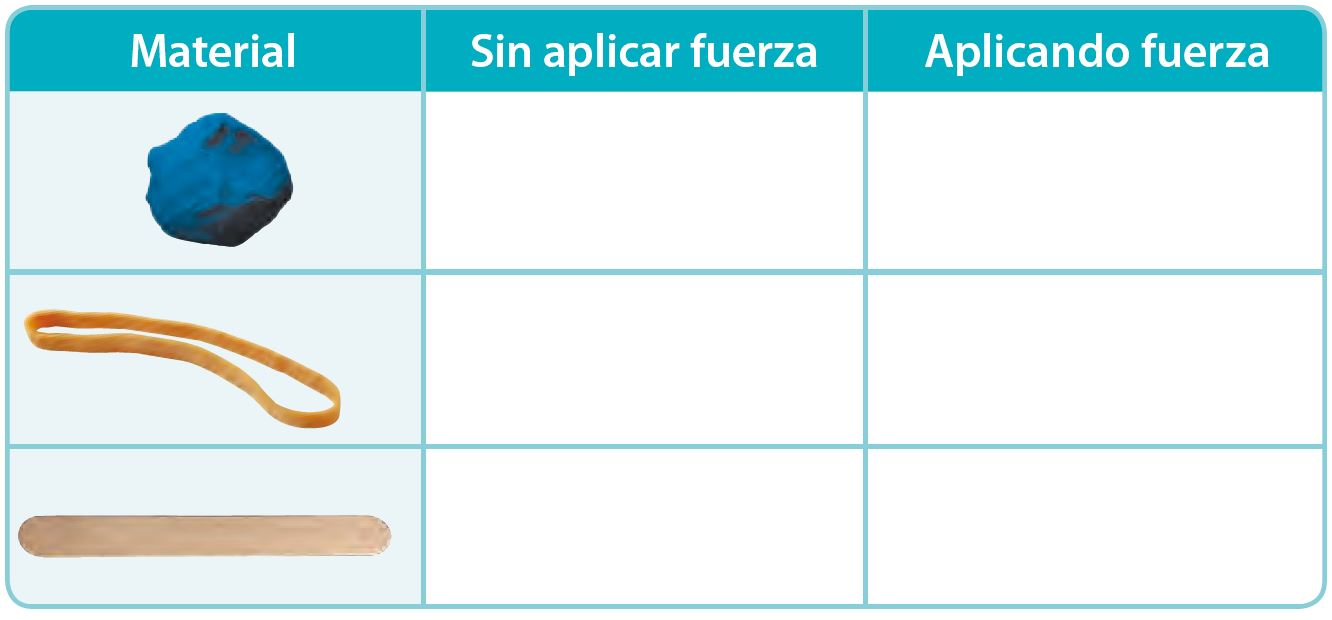 Material
Sin aplicar fuerza
Aplicando fuerza